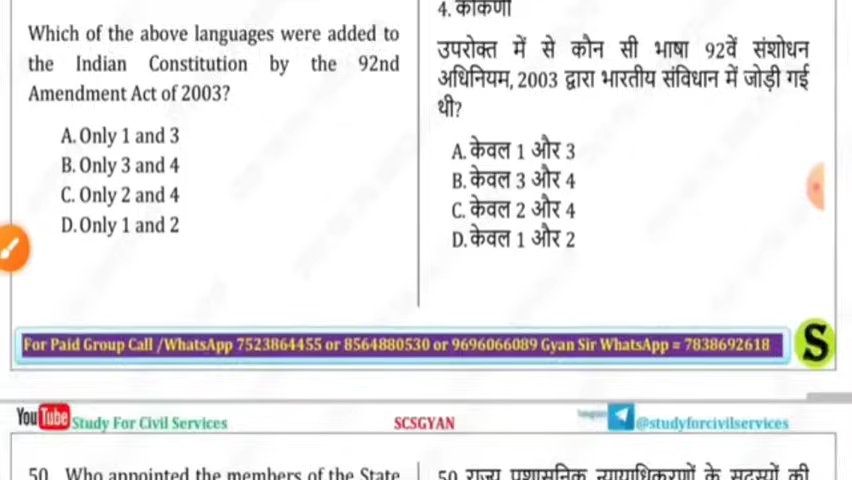 Which of the above languages were added to
the Indian Constitution by the 92nd
Amendment Act of 2003?
A. Only 1 and 3
B. Only 3 and 4
C. Only 2 and 4
D. Only 1 and 2
4. कोंकणी
उपरोक्त में से कौन सी भाषा 92वें संशोधन
अधिनियम, 2003 द्वारा भारतीय संविधान में जोड़ी गई
थी?
A. केवल 1 और 3
B. केवल 3 और 4
C. केवल 2 और 4
D. केवल 1 और 2
For Paid Group Call /WhatsApp 7523864455 or 8564880530 or 9696066089 Gyan Sir WhatsApp = 7838692618
S
YouTube Study For Civil Services
SCSGYAN
@studyforcivilservices
50. Who appointed the members of the State
50. राज्य प्रशासनिक न्यायाधिकरणों के सदस्यों की